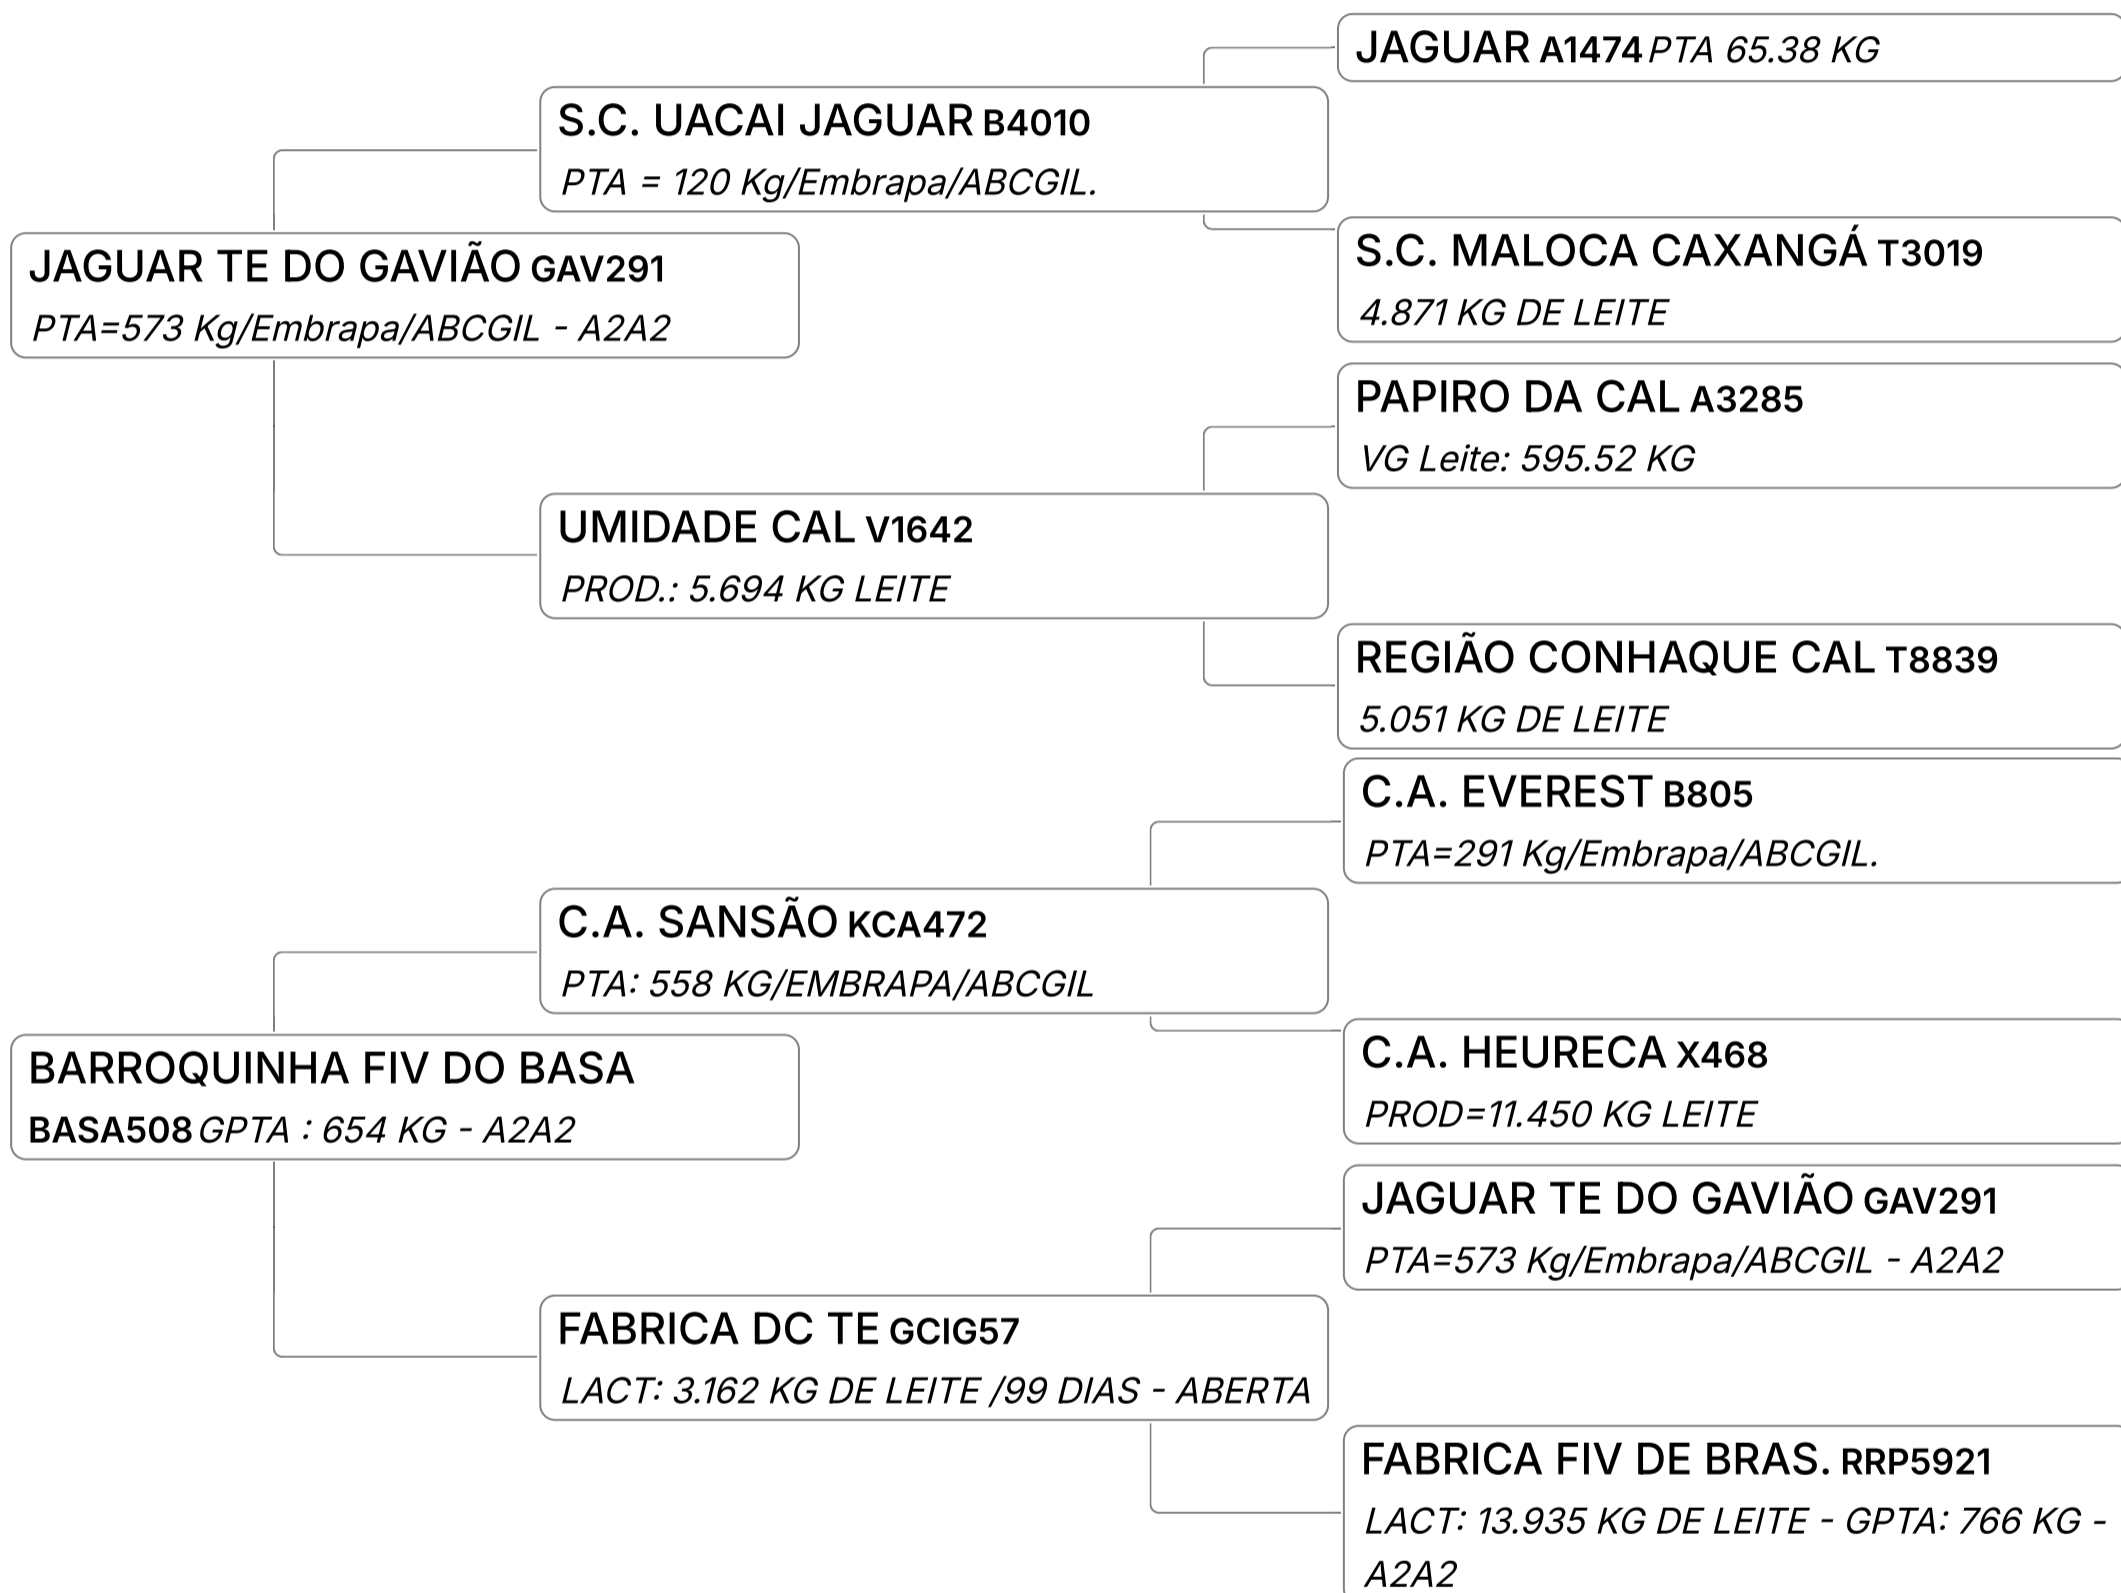 JAGUAR A1474 PTA 65.38 KG
S.C. UACAI JAGUAR B4010
PTA = 120 Kg/Embrapa/ABCGIL.
S.C. MALOCA CAXANGÁ T3019
4.871 KG DE LEITE
JAGUAR TE DO GAVIÃO GAV291
PTA=573 Kg/Embrapa/ABCGIL - A2A2
PAPIRO DA CAL A3285
VG Leite: 595.52 KG
UMIDADE CAL V1642
PROD.: 5.694 KG LEITE
REGIÃO CONHAQUE CAL T8839
5.051 KG DE LEITE
C.A. EVEREST B805
PTA=291 Kg/Embrapa/ABCGIL.
C.A. SANSÃO KCA472
PTA: 558 KG/EMBRAPA/ABCGIL
C.A. HEURECA X468
PROD=11.450 KG LEITE
BARROQUINHA FIV DO BASA
BASA508 GPTA : 654 KG - A2A2
JAGUAR TE DO GAVIÃO GAV291
PTA=573 Kg/Embrapa/ABCGIL - A2A2
FABRICA DC TE GCIG57
LACT: 3.162 KG DE LEITE /99 DIAS - ABERTA
FABRICA FIV DE BRAS. RRP5921
LACT: 13.935 KG DE LEITE - GPTA: 766 KG -
A2A2